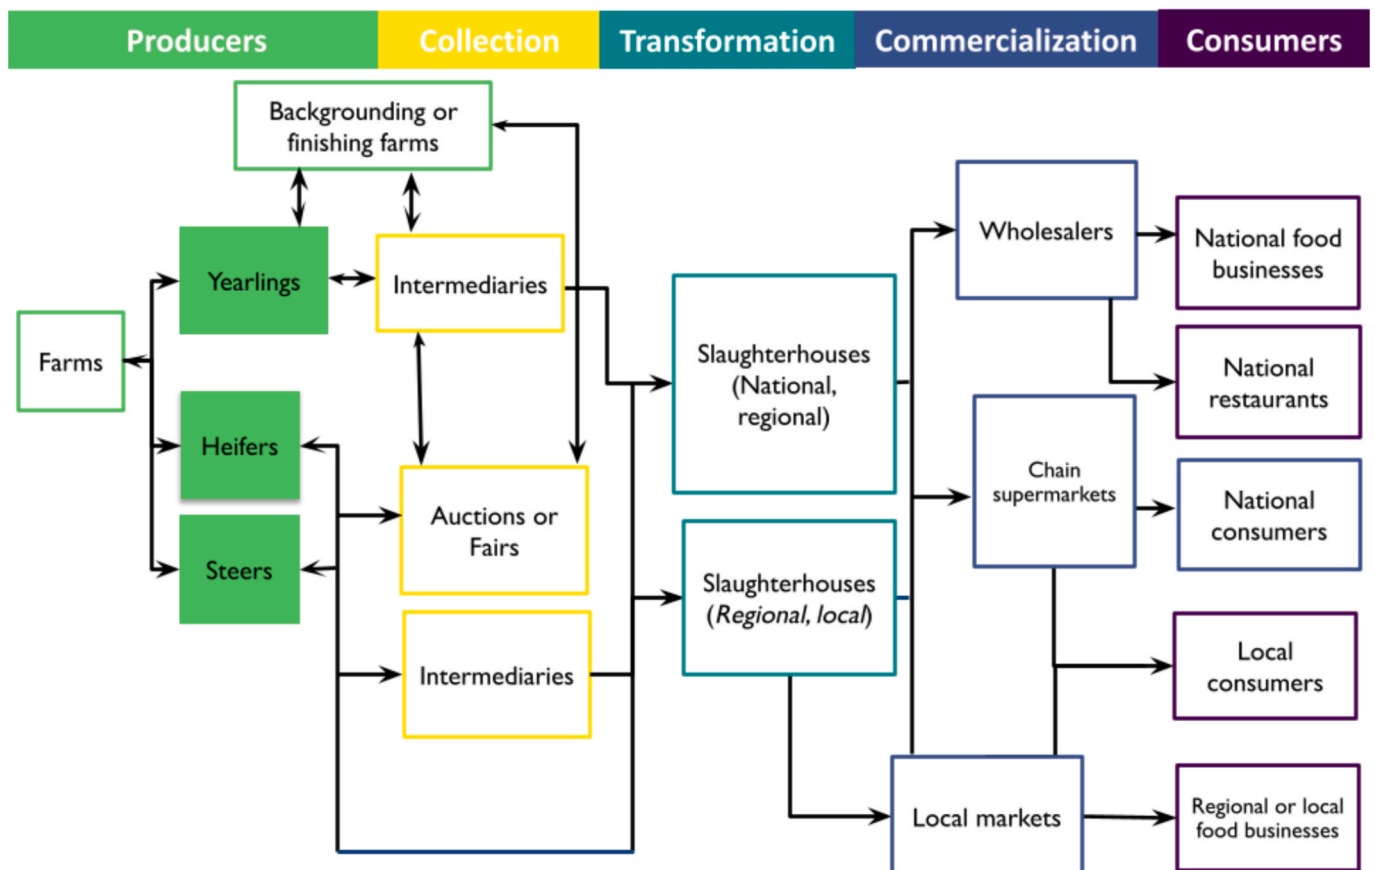 Producers
Collection
Transformation
Commercialization
Consumers
Backgrounding or
finishing farms
Farms
Yearlings
Heifers
Steers
Intermediaries
Auctions or
Fairs
Intermediaries
Slaughterhouses
(National,
regional)
Slaughterhouses
(Regional, local)
Wholesalers
Chain
supermarkets
Local markets
National food
businesses
National
restaurants
National
consumers
Local
consumers
Regional or local
food businesses